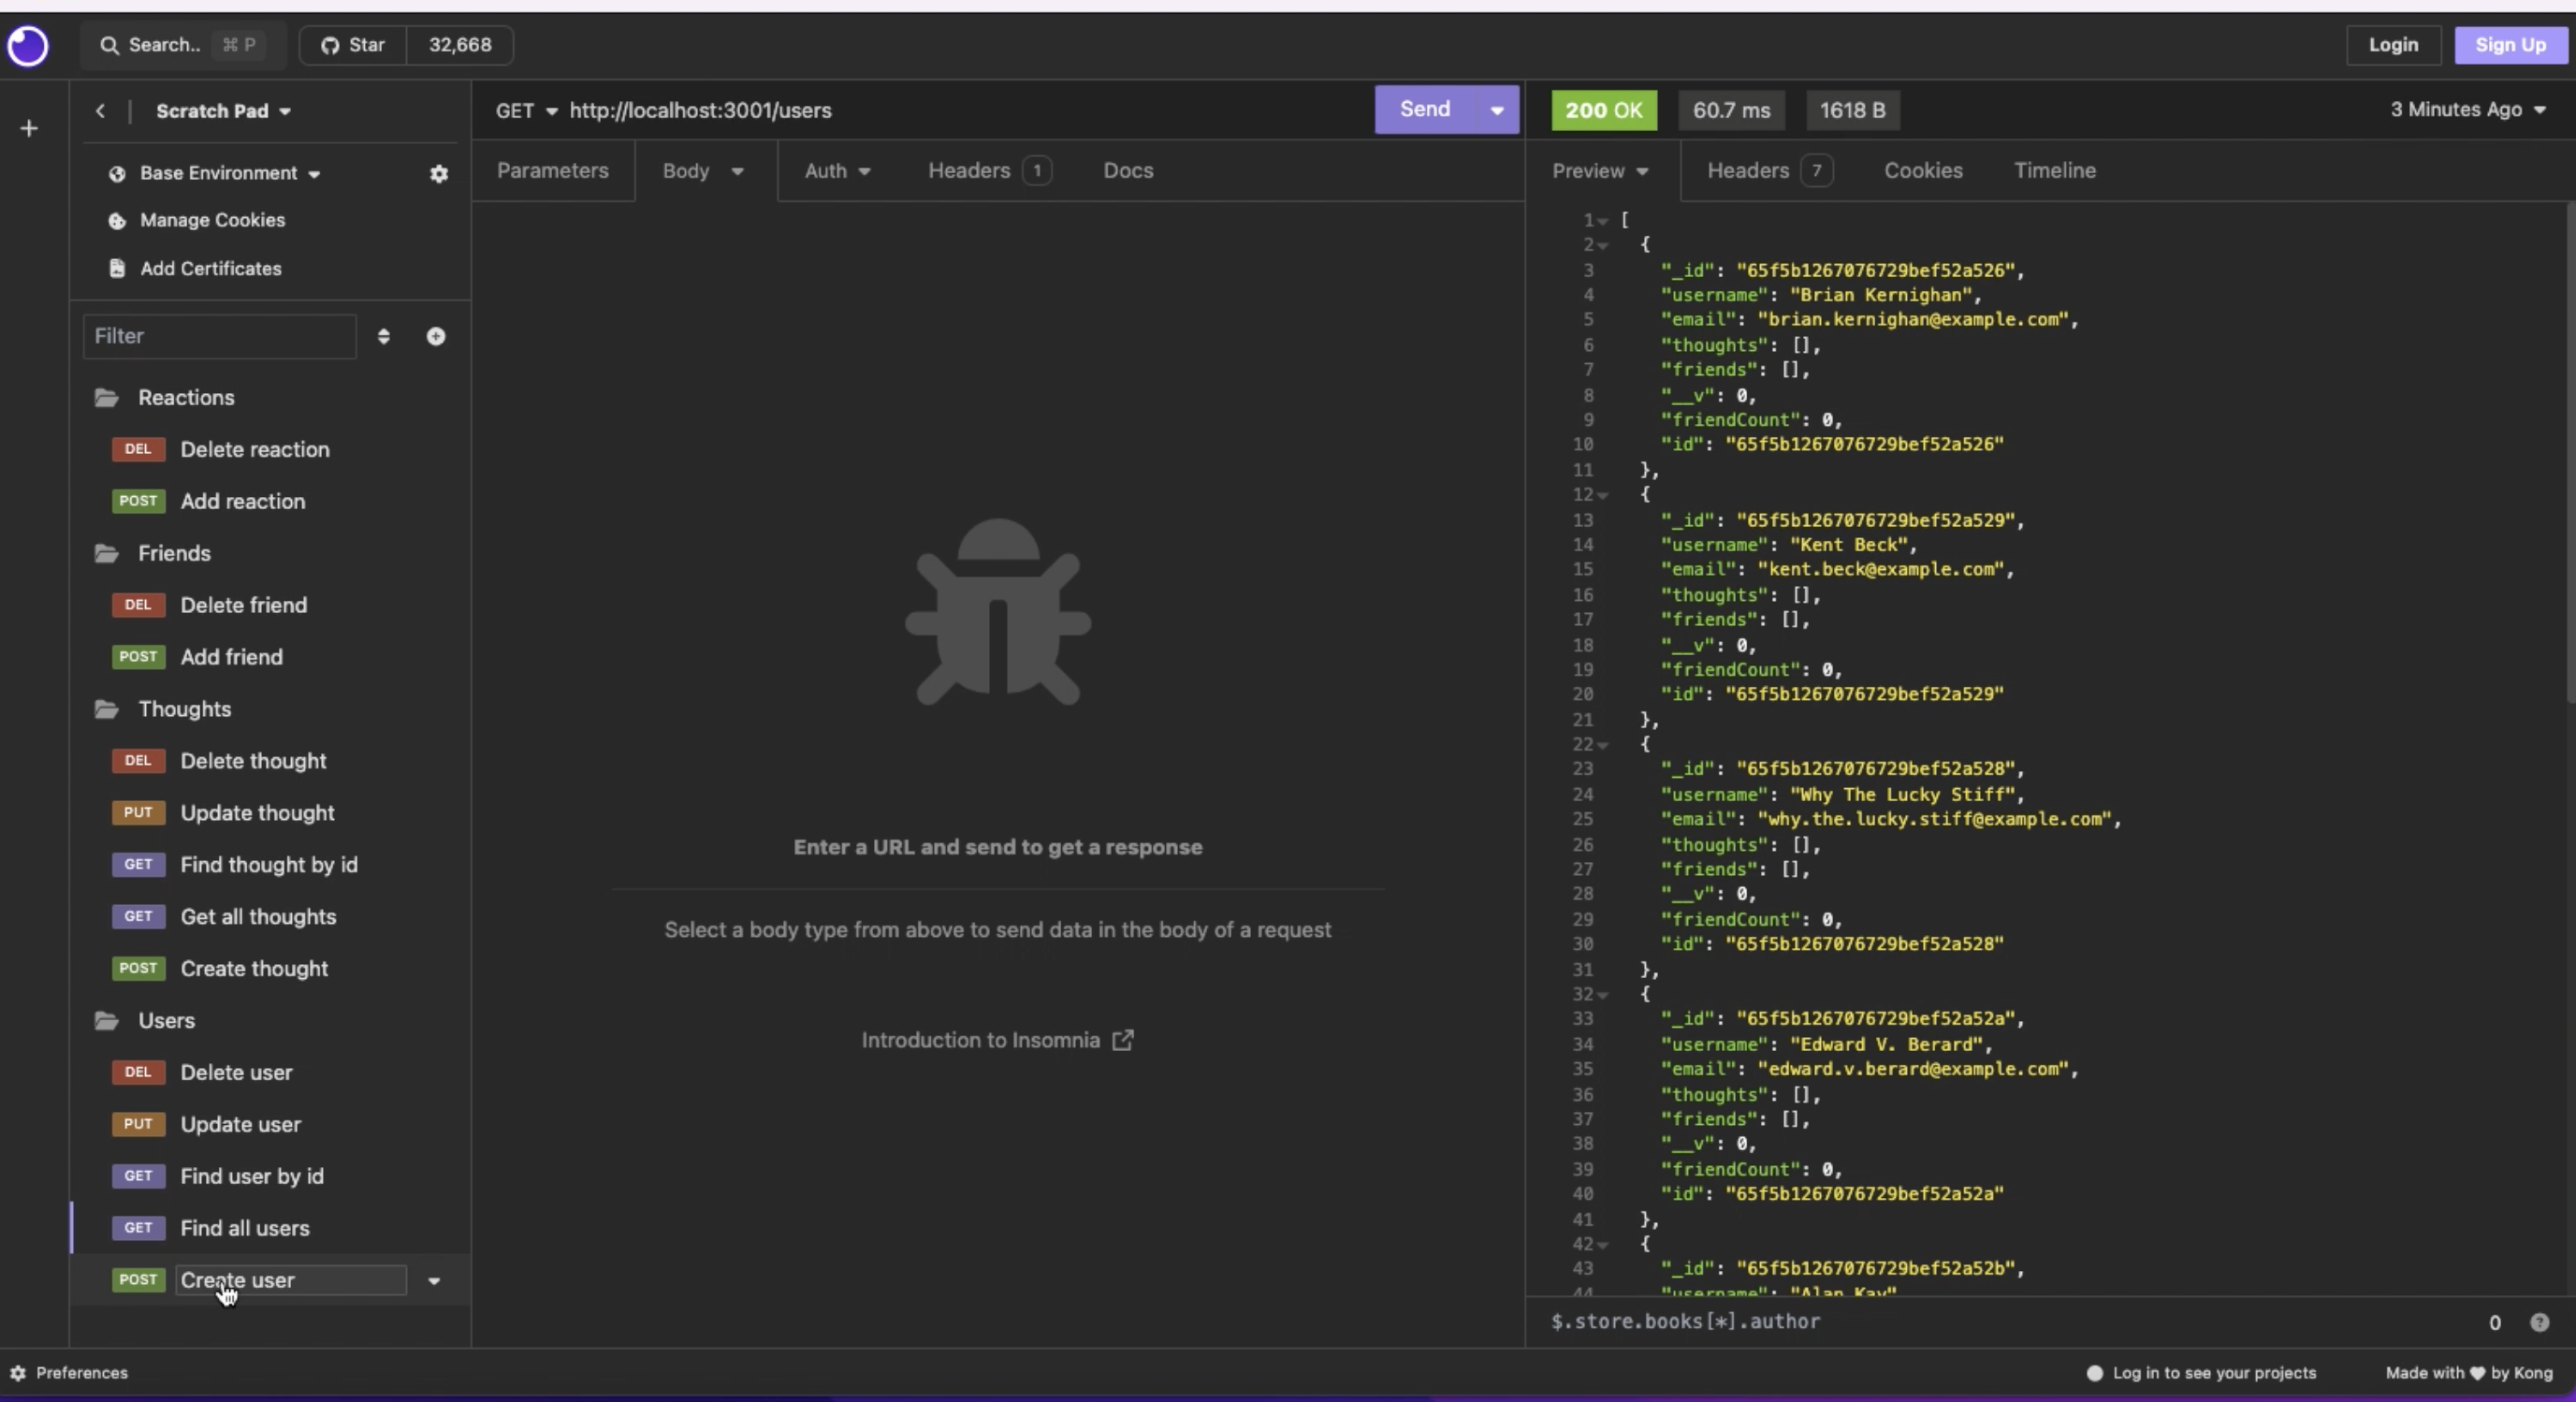 Search.. ⌘ P
Star 32,668
Login
Sign Up
Scratch Pad
Base Environment
Manage Cookies
Add Certificates
Filter
Reactions
DEL Delete reaction
POST Add reaction
Friends
DEL Delete friend
POST Add friend
Thoughts
DEL Delete thought
PUT Update thought
GET Find thought by id
GET Get all thoughts
POST Create thought
Users
DEL Delete user
PUT Update user
GET Find user by id
GET Find all users
POST Create user
GET http://localhost:3001/users
Send
Parameters Body Auth Headers 1 Docs
Enter a URL and send to get a response
Select a body type from above to send data in the body of a request
Introduction to Insomnia
200 OK 60.7 ms 1618 B 3 Minutes Ago
Preview Headers 7 Cookies Timeline
1 [
2 {
3 "_id": "65f5b1267076729bef52a526",
4 "username": "Brian Kernighan",
5 "email": "brian.kernighan@example.com",
6 "thoughts": [],
7 "friends": [],
8 "__v": 0,
9 "friendCount": 0,
10 "id": "65f5b1267076729bef52a526"
11 },
12 {
13 "_id": "65f5b1267076729bef52a529",
14 "username": "Kent Beck",
15 "email": "kent.beck@example.com",
16 "thoughts": [],
17 "friends": [],
18 "__v": 0,
19 "friendCount": 0,
20 "id": "65f5b1267076729bef52a529"
21 },
22 {
23 "_id": "65f5b1267076729bef52a528",
24 "username": "Why The Lucky Stiff",
25 "email": "why.the.lucky.stiff@example.com",
26 "thoughts": [],
27 "friends": [],
28 "__v": 0,
29 "friendCount": 0,
30 "id": "65f5b1267076729bef52a528"
31 },
32 {
33 "_id": "65f5b1267076729bef52a52a",
34 "username": "Edward V. Berard",
35 "email": "edward.v.berard@example.com",
36 "thoughts": [],
37 "friends": [],
38 "__v": 0,
39 "friendCount": 0,
40 "id": "65f5b1267076729bef52a52a"
41 },
42 {
43 "_id": "65f5b1267076729bef52a52b",
44 "username": "Alan Kay"
$.store.books[*].author 0
Preferences
Log in to see your projects
Made with ♥ by Kong